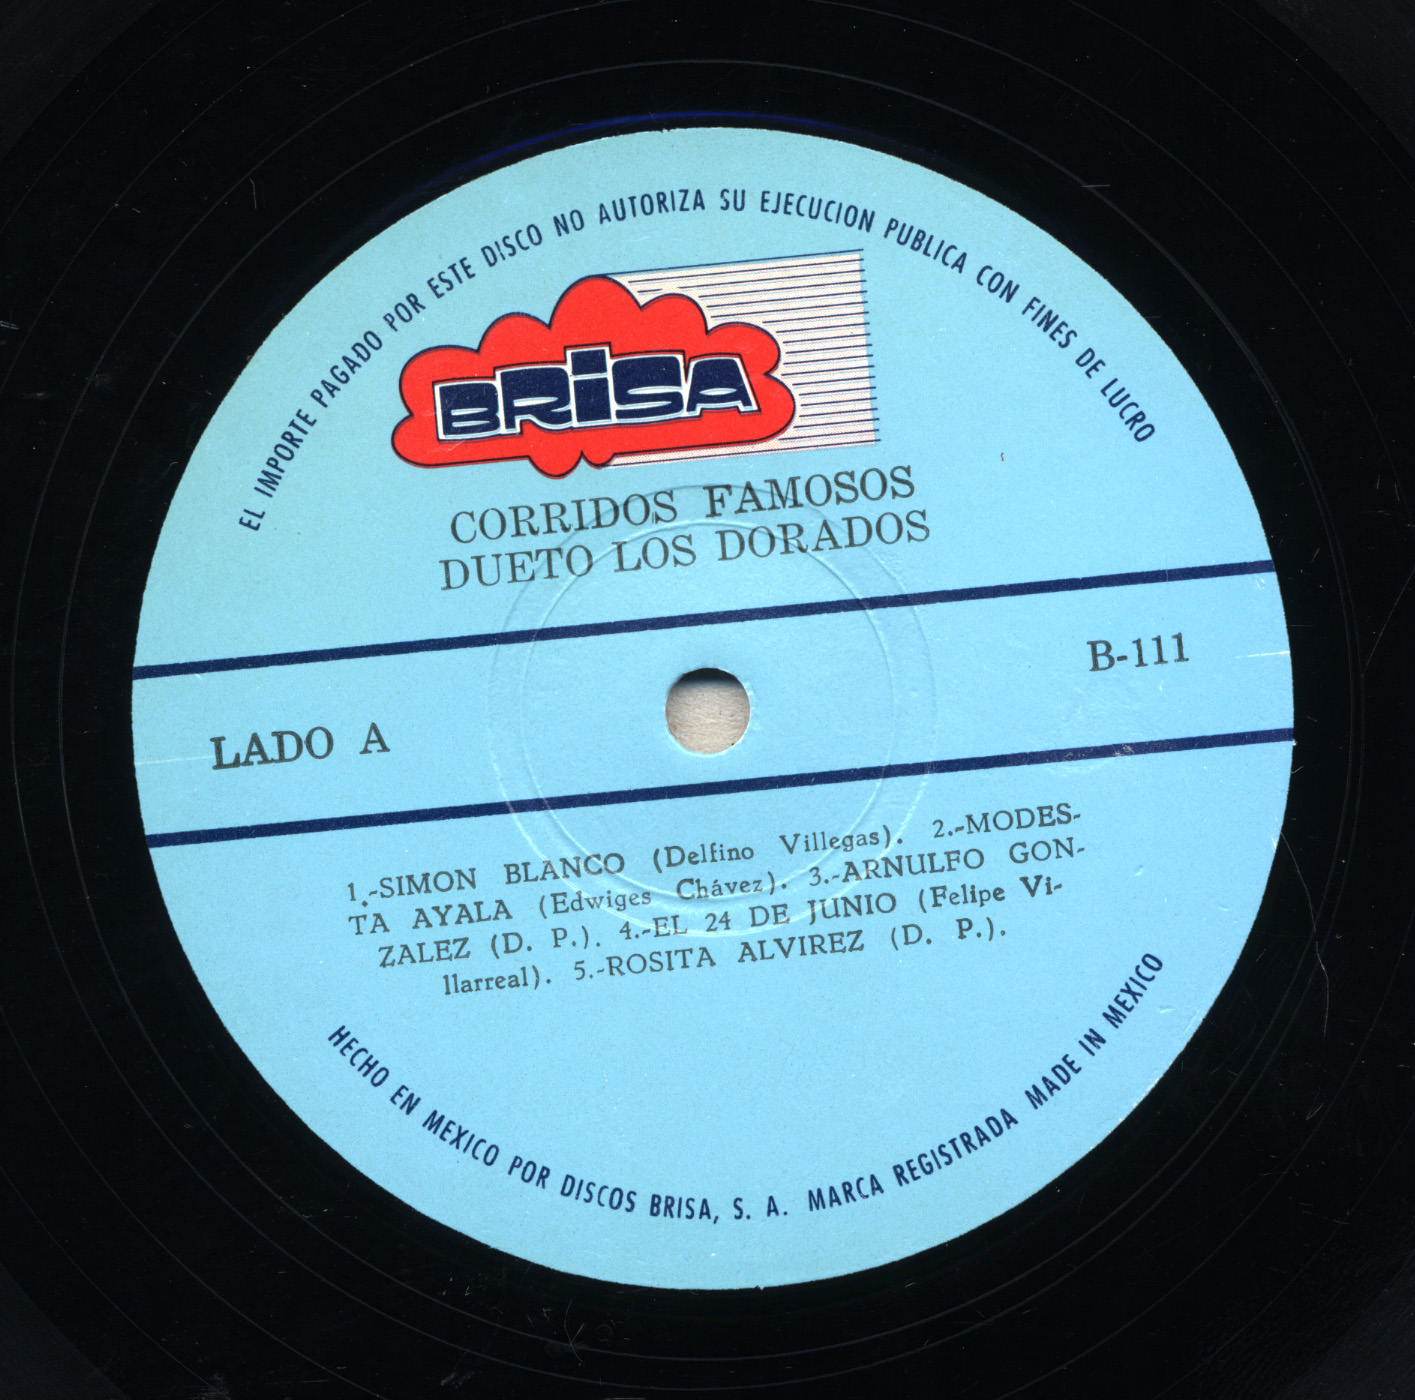 EL IMPORTE PAGADO POR ESTE DISCO NO AUTORIZA SU EJECUCION PUBLICA CON FINES DE LUCRO
BRISA
CORRIDOS FAMOSOS
DUETO LOS DORADOS
B-111
LADO A
1.-SIMON BLANCO (Delfino Villegas). 2.-MODES-
TA AYALA (Edwiges Chávez). 3.-ARNULFO GON-
ZALEZ (D. P.). 4.-EL 24 DE JUNIO (Felipe Vi-
llarreal). 5.-ROSITA ALVIREZ (D. P.).
HECHO EN MEXICO POR DISCOS BRISA, S. A. MARCA REGISTRADA MADE IN MEXICO